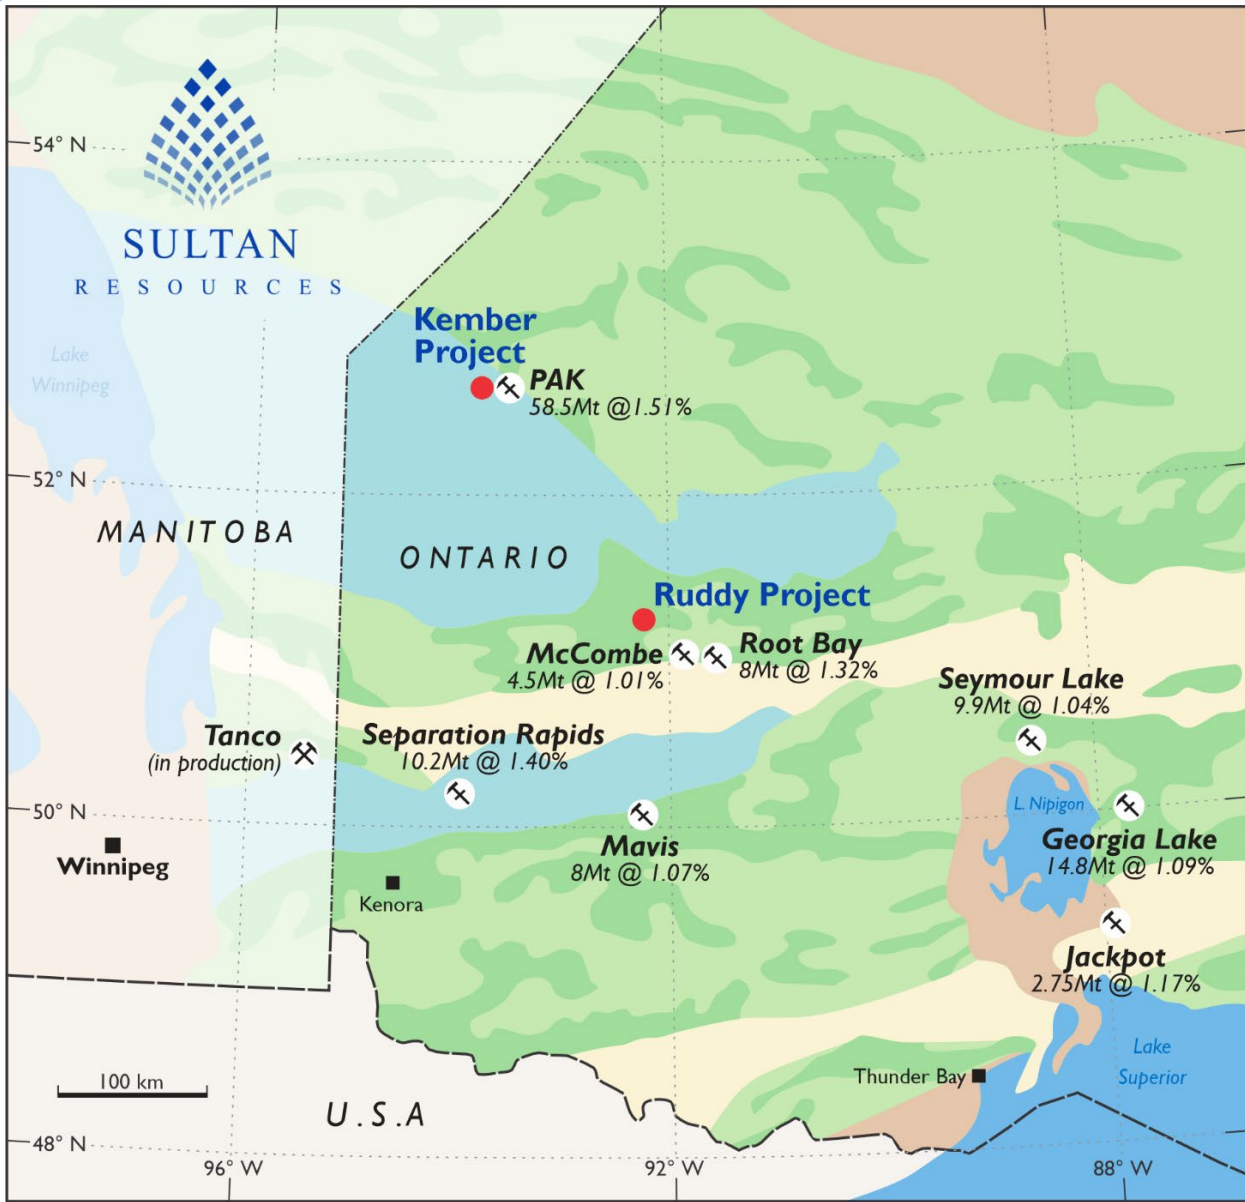 54° N
SULTAN
RESOURCES
Kember
Project
Lake
Winnipeg
PAK
58.5Mt @1.51%
52° N
MANITOBA
ONTARIO
Ruddy Project
McCombe
4.5Mt @ 1.01%
Root Bay
8Mt @ 1.32%
Seymour Lake
9.9Mt @ 1.04%
Tanco
(in production)
Separation Rapids
10.2Mt @ 1.40%
50° N
L. Nipigon
Mavis
8Mt @ 1.07%
Georgia Lake
14.8Mt @ 1.09%
Winnipeg
Kenora
Jackpot
2.75Mt @ 1.17%
Lake
Superior
Thunder Bay
100 km
U.S.A
48° N
96° W
92° W
88° W